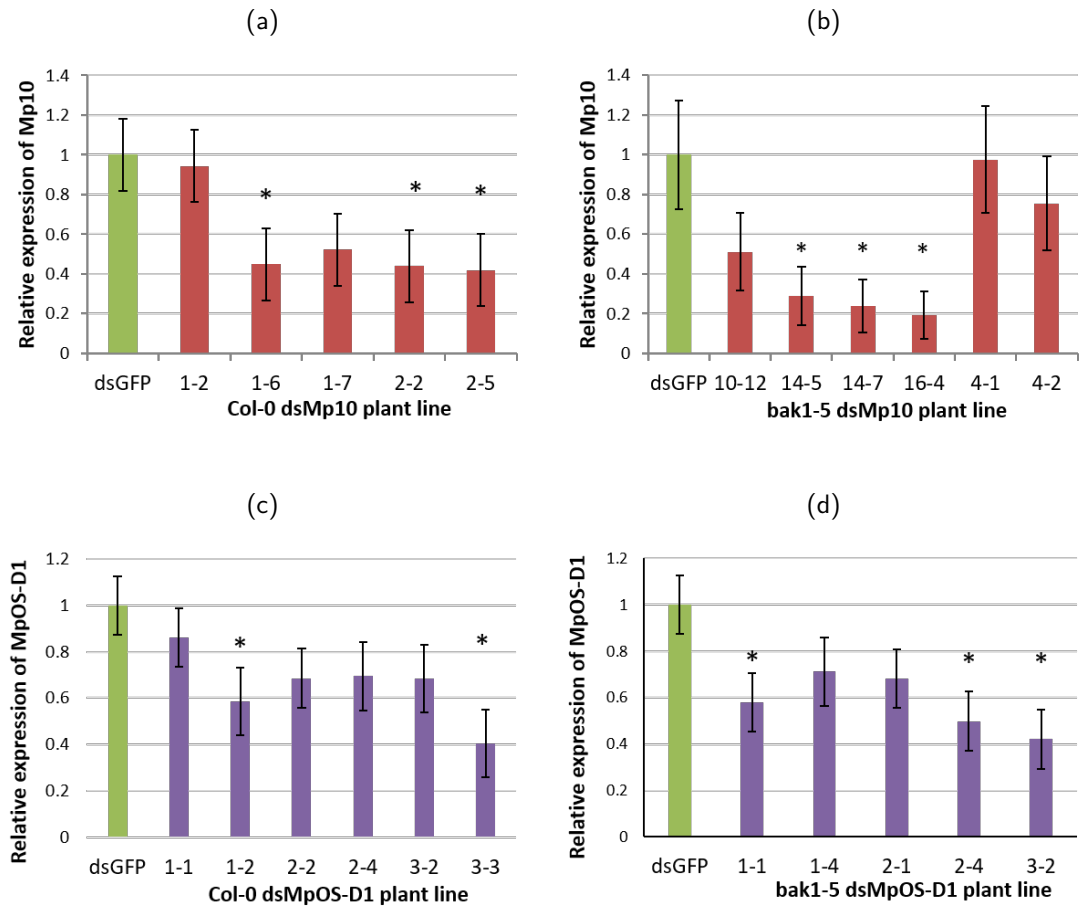 (a)
Relative expression of Mp10
1.4
1.2
1
0.8
0.6
0.4
0.2
0
*
*
*
dsGFP 1-2 1-6 1-7 2-2 2-5
Col-0 dsMp10 plant line
(b)
Relative expression of Mp10
1.4
1.2
1
0.8
0.6
0.4
0.2
0
*
*
*
dsGFP 10-12 14-5 14-7 16-4 4-1 4-2
bak1-5 dsMp10 plant line
(c)
Relative expression of MpOS-D1
1.2
1
0.8
0.6
0.4
0.2
0
*
*
dsGFP 1-1 1-2 2-2 2-4 3-2 3-3
Col-0 dsMpOS-D1 plant line
(d)
Relative expression of MpOS-D1
1.2
1
0.8
0.6
0.4
0.2
0
*
*
*
dsGFP 1-1 1-4 2-1 2-4 3-2
bak1-5 dsMpOS-D1 plant line